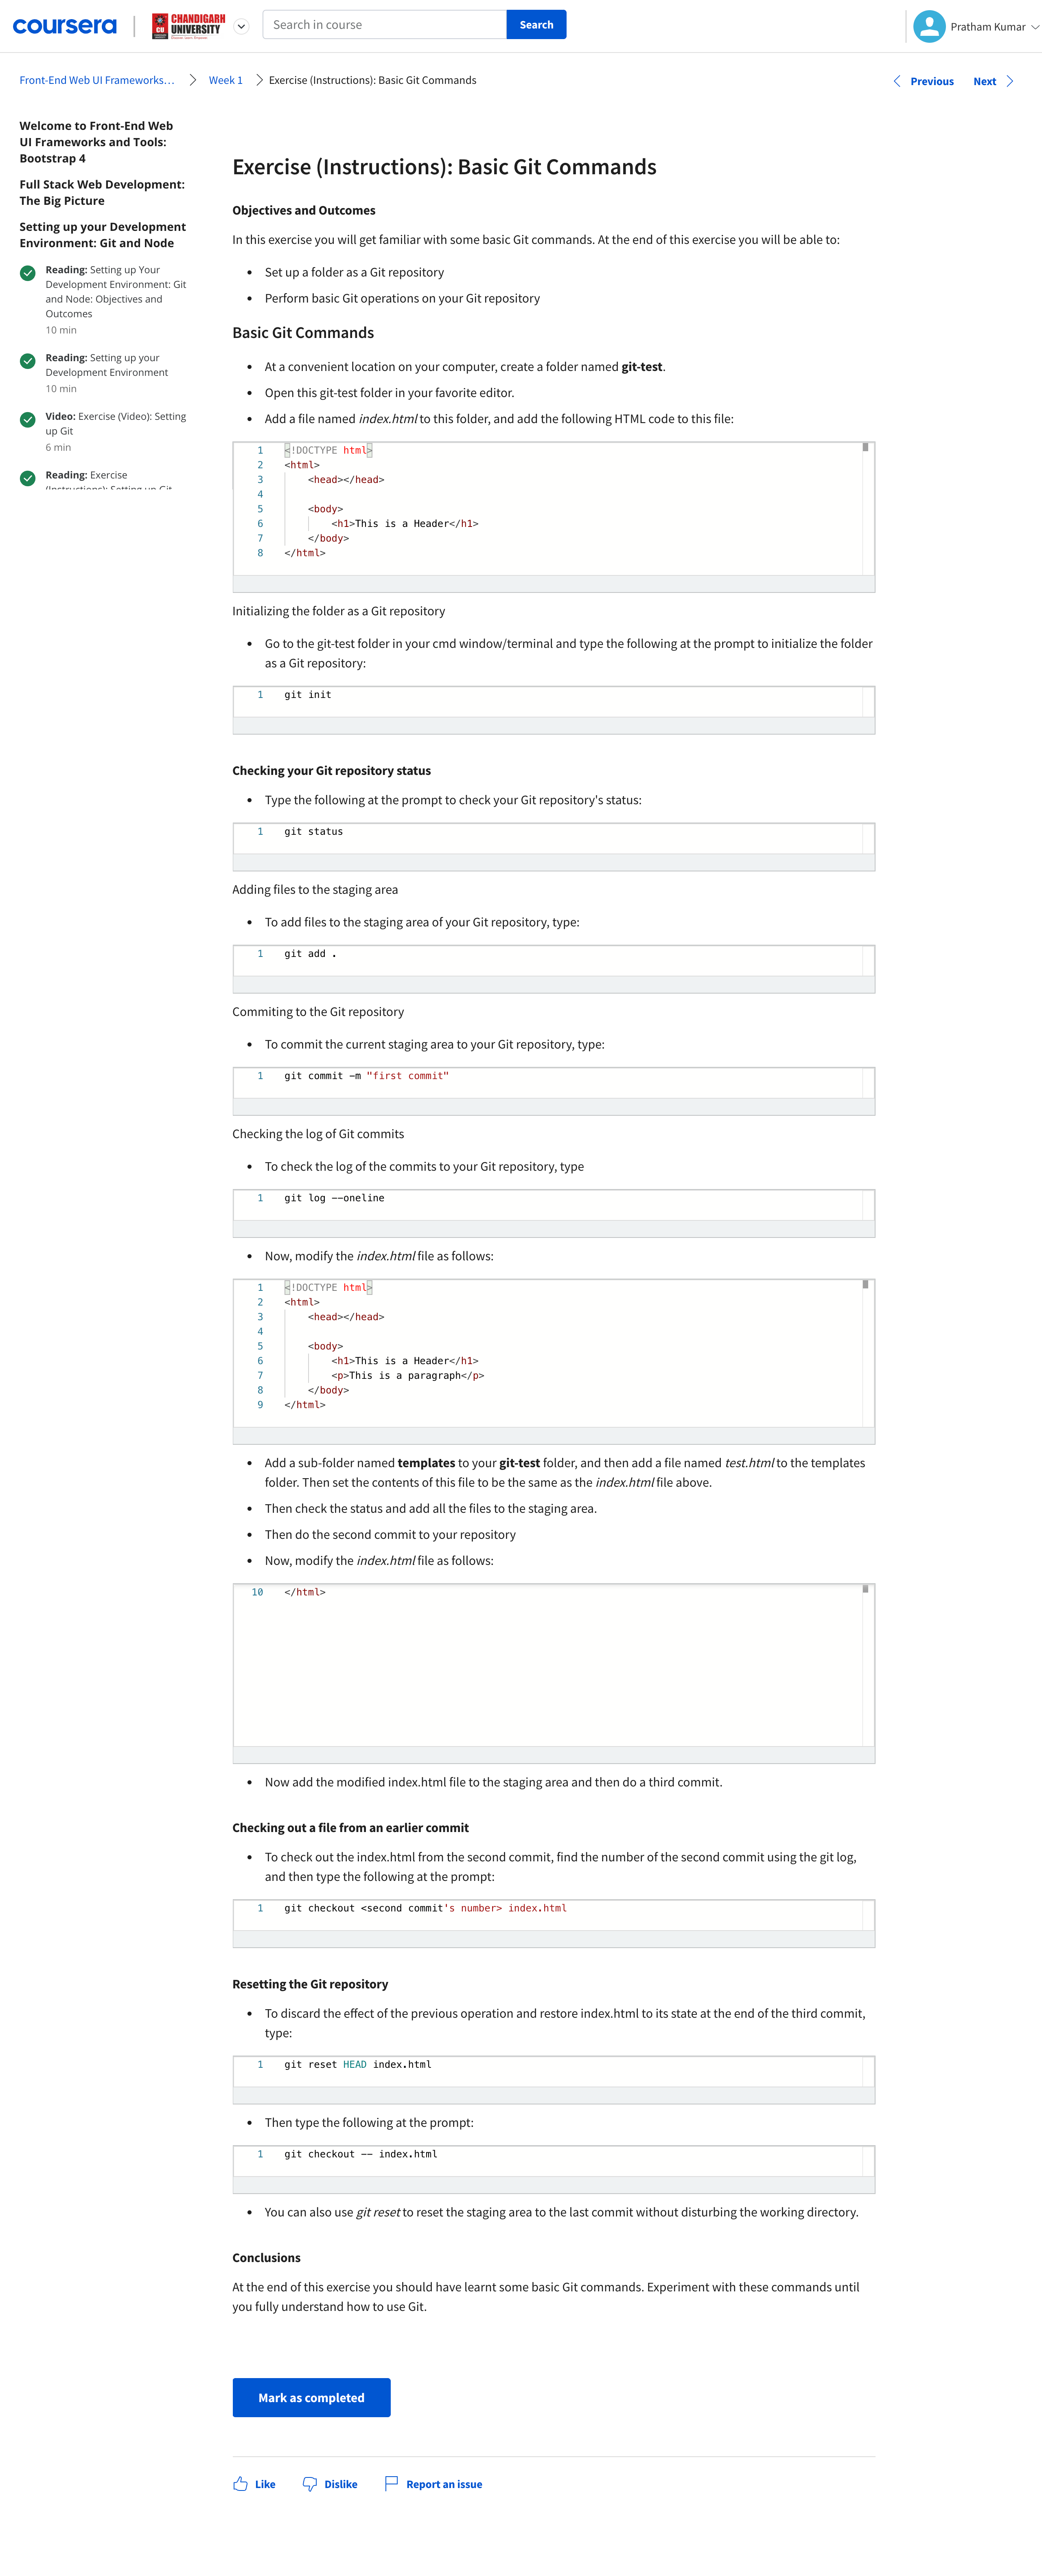 coursera
CU
CHANDIGARH
UNIVERSITY
Search in course
Search
Pratham Kumar
Front-End Web UI Frameworks...
Week 1
Exercise (Instructions): Basic Git Commands
Previous
Next
Welcome to Front-End Web
UI Frameworks and Tools:
Bootstrap 4
Full Stack Web Development:
The Big Picture
Setting up your Development
Environment: Git and Node
Reading: Setting up Your
Development Environment: Git
and Node: Objectives and
Outcomes
10 min
Reading: Setting up your
Development Environment
10 min
Video: Exercise (Video): Setting
up Git
6 min
Reading: Exercise
(Instructions): Setting up Git
Exercise (Instructions): Basic Git Commands
Objectives and Outcomes
In this exercise you will get familiar with some basic Git commands. At the end of this exercise you will be able to:
• Set up a folder as a Git repository
• Perform basic Git operations on your Git repository
Basic Git Commands
• At a convenient location on your computer, create a folder named git-test.
• Open this git-test folder in your favorite editor.
• Add a file named index.html to this folder, and add the following HTML code to this file:
1 <!DOCTYPE html>
2 <html>
3 <head></head>
4
5 <body>
6 <h1>This is a Header</h1>
7 </body>
8 </html>
Initializing the folder as a Git repository
• Go to the git-test folder in your cmd window/terminal and type the following at the prompt to initialize the folder
as a Git repository:
1 git init
Checking your Git repository status
• Type the following at the prompt to check your Git repository's status:
1 git status
Adding files to the staging area
• To add files to the staging area of your Git repository, type:
1 git add .
Commiting to the Git repository
• To commit the current staging area to your Git repository, type:
1 git commit -m "first commit"
Checking the log of Git commits
• To check the log of the commits to your Git repository, type
1 git log --oneline
• Now, modify the index.html file as follows:
1 <!DOCTYPE html>
2 <html>
3 <head></head>
4
5 <body>
6 <h1>This is a Header</h1>
7 <p>This is a paragraph</p>
8 </body>
9 </html>
• Add a sub-folder named templates to your git-test folder, and then add a file named test.html to the templates
folder. Then set the contents of this file to be the same as the index.html file above.
• Then check the status and add all the files to the staging area.
• Then do the second commit to your repository
• Now, modify the index.html file as follows:
10 </html>
• Now add the modified index.html file to the staging area and then do a third commit.
Checking out a file from an earlier commit
• To check out the index.html from the second commit, find the number of the second commit using the git log,
and then type the following at the prompt:
1 git checkout <second commit's number> index.html
Resetting the Git repository
• To discard the effect of the previous operation and restore index.html to its state at the end of the third commit,
type:
1 git reset HEAD index.html
• Then type the following at the prompt:
1 git checkout -- index.html
• You can also use git reset to reset the staging area to the last commit without disturbing the working directory.
Conclusions
At the end of this exercise you should have learnt some basic Git commands. Experiment with these commands until
you fully understand how to use Git.
Mark as completed
Like
Dislike
Report an issue